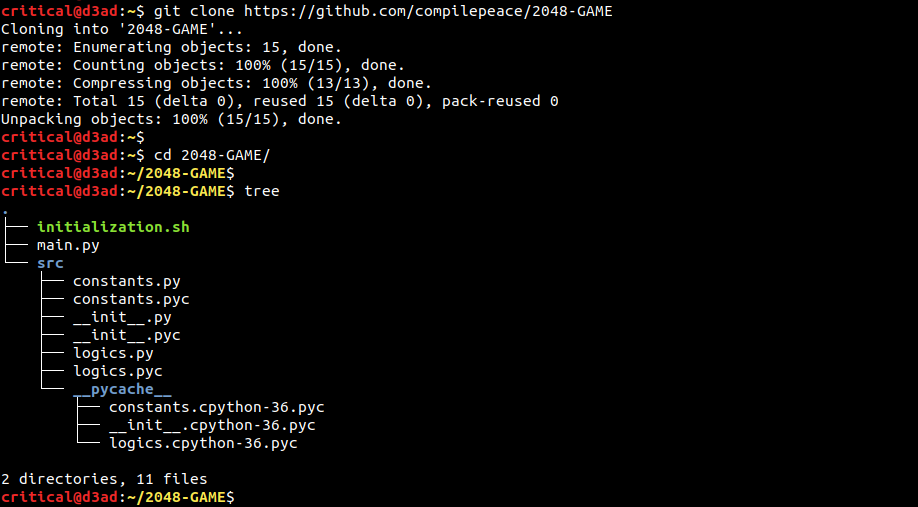 critical@d3ad:~$ git clone https://github.com/compilepeace/2048-GAME
Cloning into '2048-GAME'...
remote: Enumerating objects: 15, done.
remote: Counting objects: 100% (15/15), done.
remote: Compressing objects: 100% (13/13), done.
remote: Total 15 (delta 0), reused 15 (delta 0), pack-reused 0
Unpacking objects: 100% (15/15), done.
critical@d3ad:~$
critical@d3ad:~$ cd 2048-GAME/
critical@d3ad:~/2048-GAME$
critical@d3ad:~/2048-GAME$ tree
.
├── initialization.sh
├── main.py
└── src
    ├── constants.py
    ├── constants.pyc
    ├── __init__.py
    ├── __init__.pyc
    ├── logics.py
    ├── logics.pyc
    └── __pycache__
        ├── constants.cpython-36.pyc
        ├── __init__.cpython-36.pyc
        └── logics.cpython-36.pyc

2 directories, 11 files
critical@d3ad:~/2048-GAME$